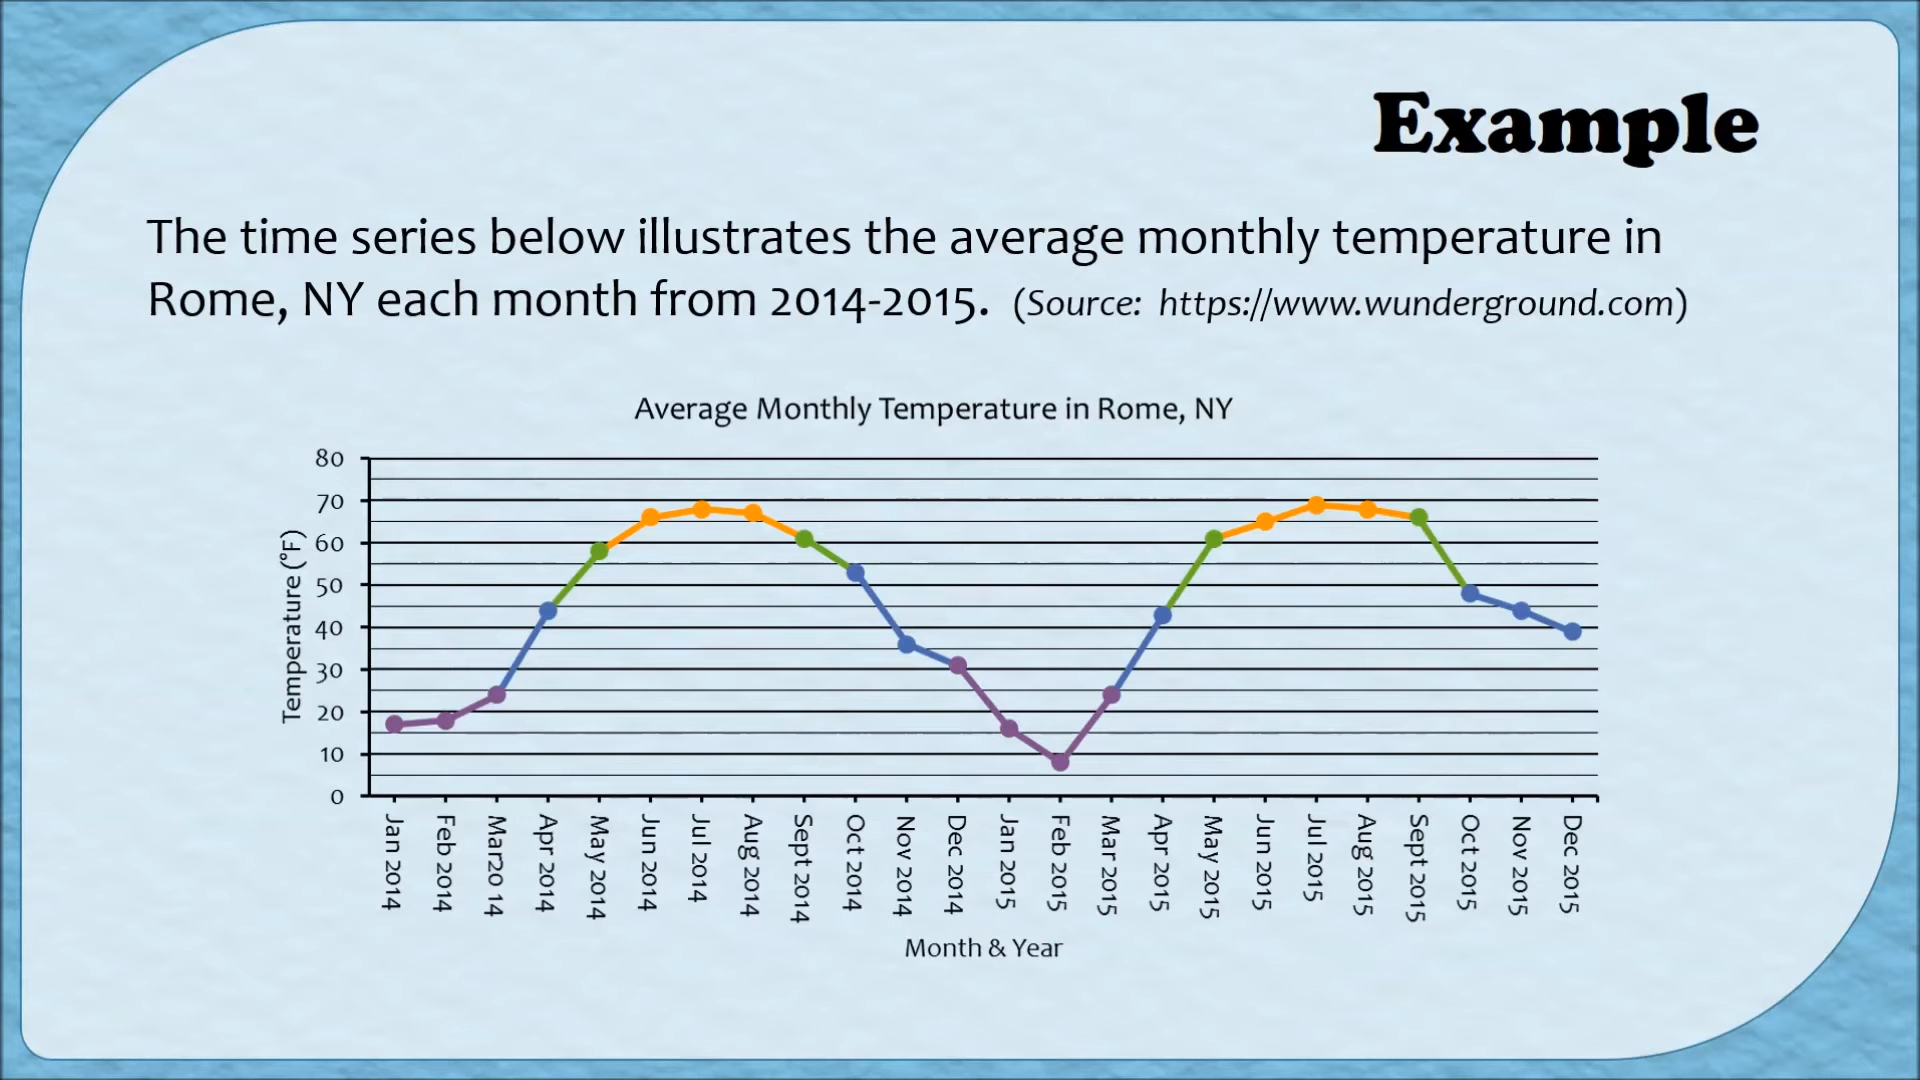 Example
The time series below illustrates the average monthly temperature in
Rome, NY each month from 2014-2015. (Source: https://www.wunderground.com)
Average Monthly Temperature in Rome, NY
80
70
60
50
40
30
20
10
0
Temperature (°F)
Jan 2014
Feb 2014
Mar20 14
Apr 2014
May 2014
Jun 2014
Jul 2014
Aug 2014
Sept 2014
Oct 2014
Nov 2014
Dec 2014
Jan 2015
Feb 2015
Mar 2015
Apr 2015
May 2015
Jun 2015
Jul 2015
Aug 2015
Sept 2015
Oct 2015
Nov 2015
Dec 2015
Month & Year